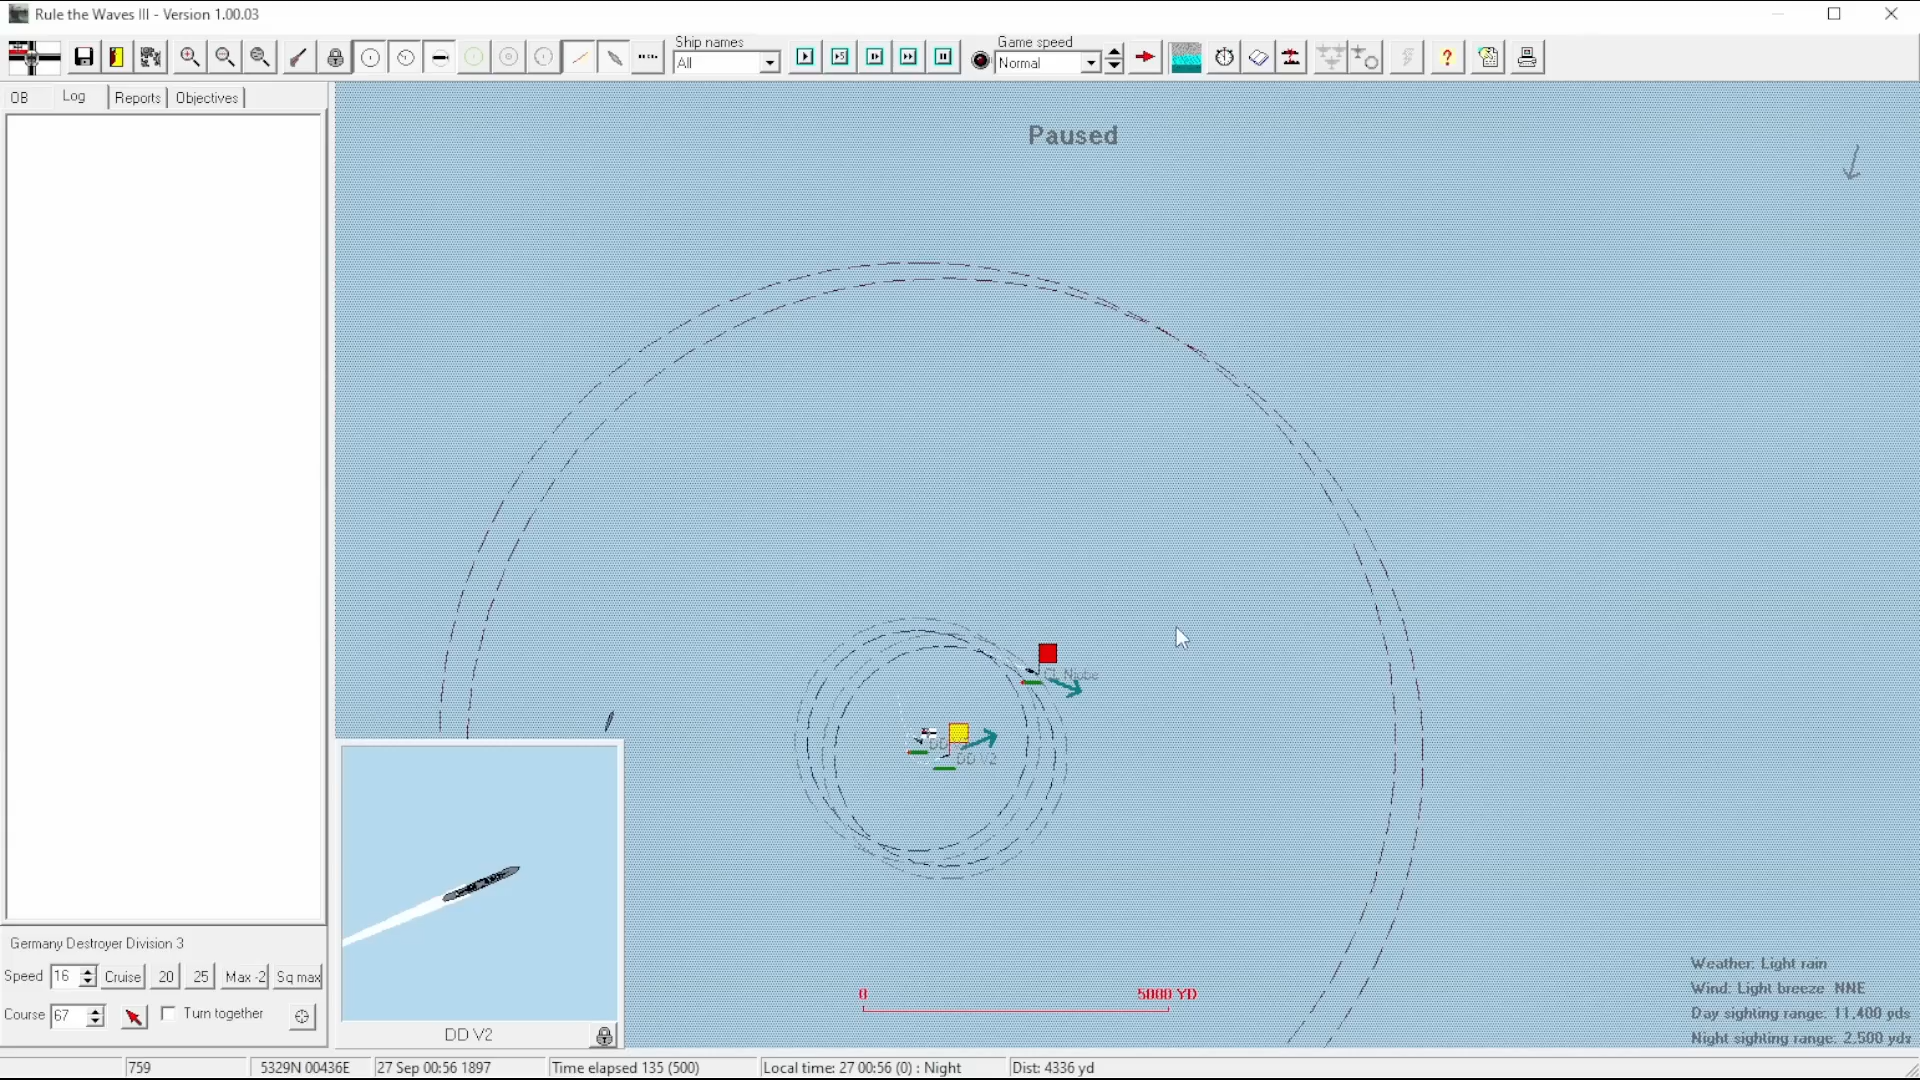 Rule the Waves III - Version 1.00.03
Ship names
All
Game speed
Normal
OB
Log
Reports
Objectives
Paused
DD V2
Germany Destroyer Division 3
Speed 16 Cruise 20 25 Max -2 Sq max
Course 67 Turn together
DD V2
0 5000 YD
Weather: Light rain
Wind: Light breeze NNE
Day sighting range: 11,400 yds
Night sighting range: 2,500 yds
759 5329N 00436E 27 Sep 00:56 1897 Time elapsed 135 (500) Local time: 27 00:56 (0) : Night Dist: 4336 yd